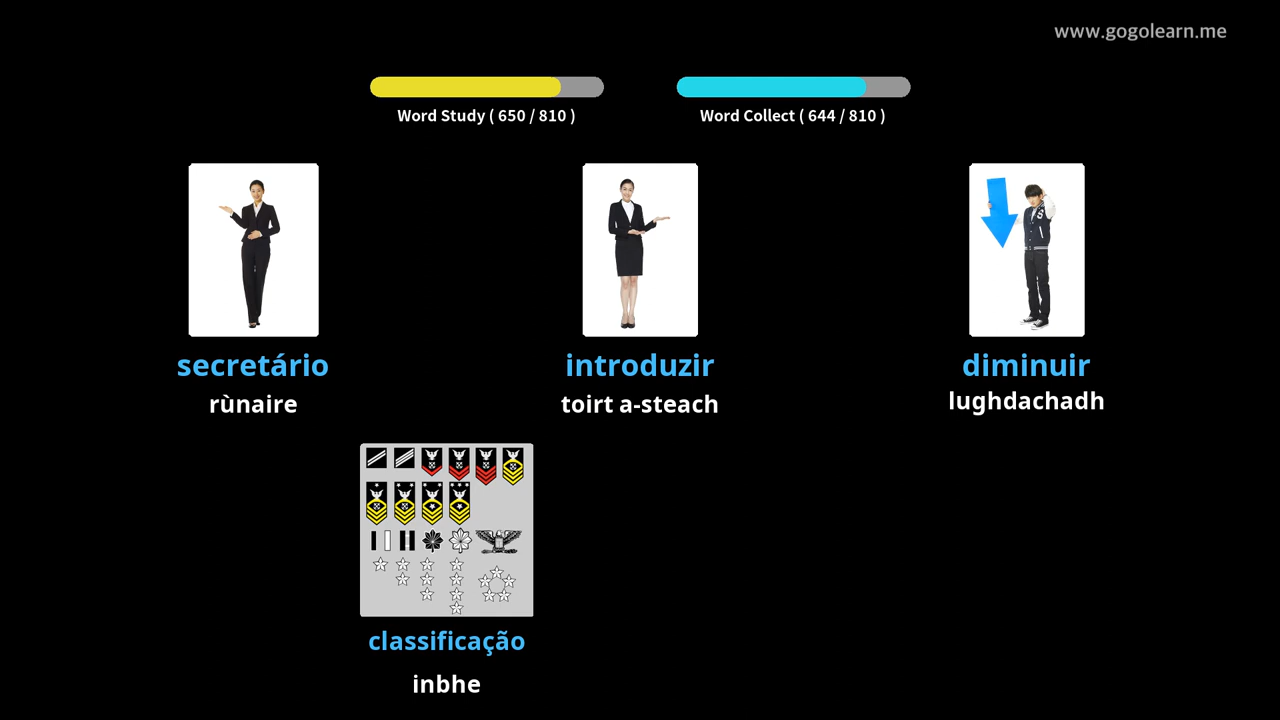 www.gogolearn.me
Word Study ( 650 / 810 )
Word Collect ( 644 / 810 )
secretário
rùnaire
introduzir
toirt a-steach
diminuir
lughdachadh
classificação
inbhe